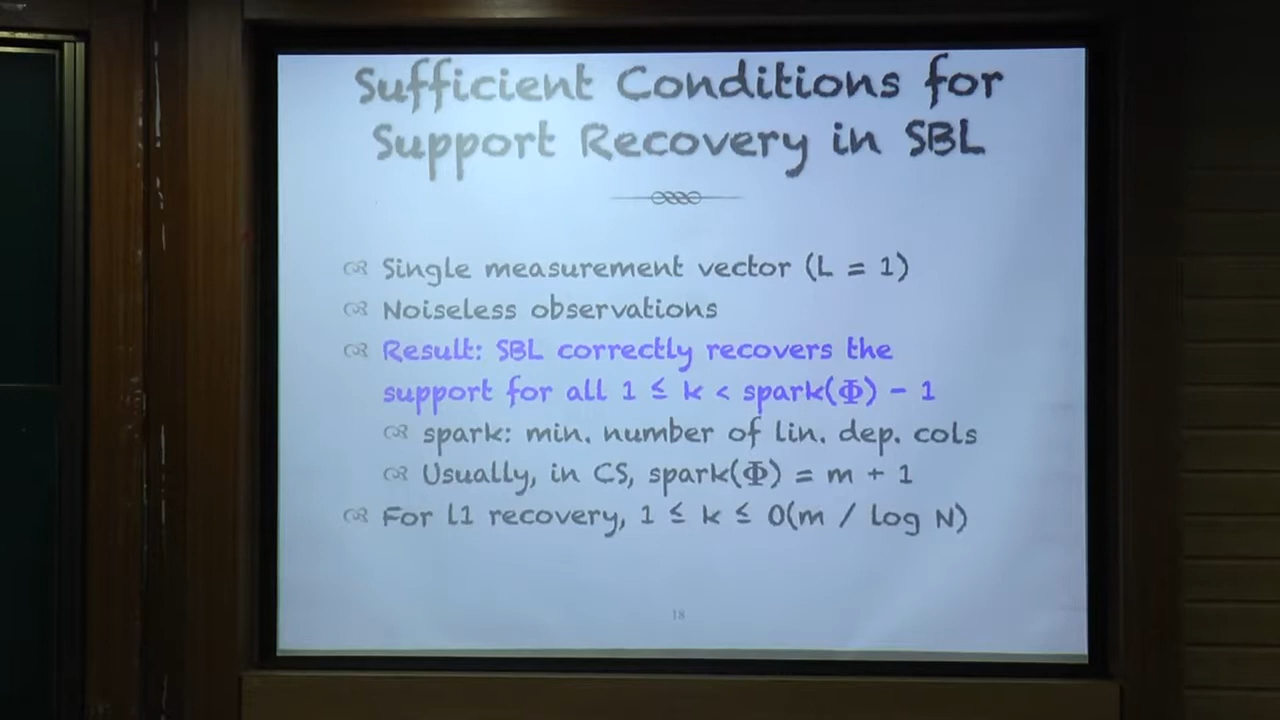 Sufficient Conditions for
Support Recovery in SBL
Single measurement vector (L = 1)
Noiseless observations
Result: SBL correctly recovers the
support for all 1 ≤ k < spark(Φ) - 1
spark: min. number of lin. dep. cols
Usually, in CS, spark(Φ) = m + 1
For L1 recovery, 1 ≤ k ≤ O(m / log N)
18